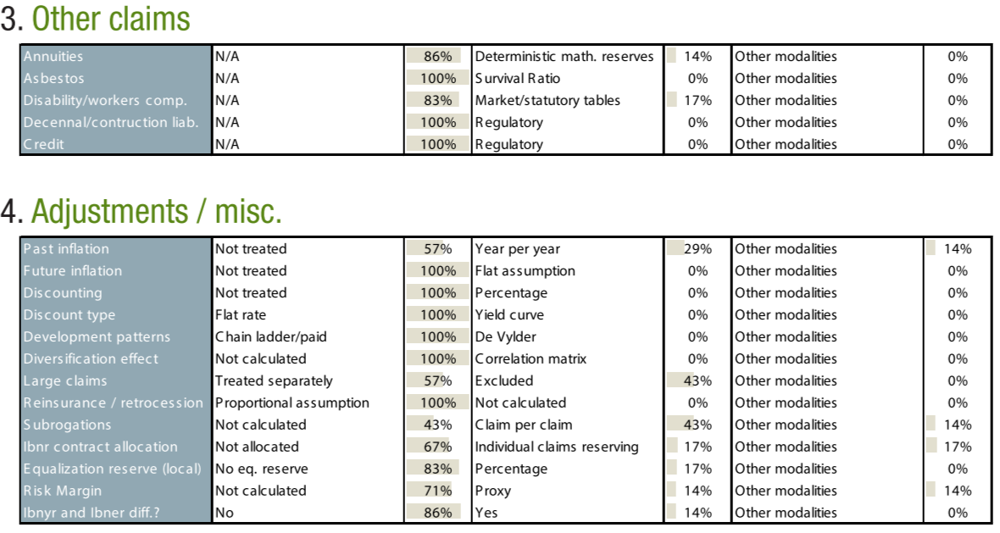 3. Other claims
Annuities N/A 86% Deterministic math. reserves 14% Other modalities 0%
Asbestos N/A 100% Survival Ratio 0% Other modalities 0%
Disability/workers comp. N/A 83% Market/statutory tables 17% Other modalities 0%
Decennal/contruction liab. N/A 100% Regulatory 0% Other modalities 0%
Credit N/A 100% Regulatory 0% Other modalities 0%
4. Adjustments / misc.
Past inflation Not treated 57% Year per year 29% Other modalities 14%
Future inflation Not treated 100% Flat assumption 0% Other modalities 0%
Discounting Not treated 100% Percentage 0% Other modalities 0%
Discount type Flat rate 100% Yield curve 0% Other modalities 0%
Development patterns Chain ladder/paid 100% De Vylder 0% Other modalities 0%
Diversification effect Not calculated 100% Correlation matrix 0% Other modalities 0%
Large claims Treated separately 57% Excluded 43% Other modalities 0%
Reinsurance / retrocession Proportional assumption 100% Not calculated 0% Other modalities 0%
Subrogations Not calculated 43% Claim per claim 43% Other modalities 14%
Ibnr contract allocation Not allocated 67% Individual claims reserving 17% Other modalities 17%
Equalization reserve (local) No eq. reserve 83% Percentage 17% Other modalities 0%
Risk Margin Not calculated 71% Proxy 14% Other modalities 14%
Ibnyr and Ibner diff.? No 86% Yes 14% Other modalities 0%